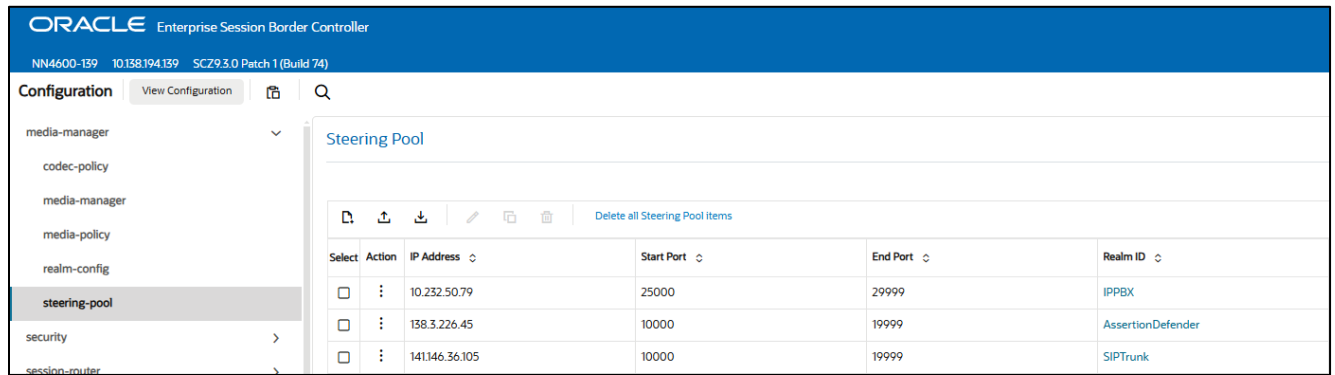 ORACLE Enterprise Session Border Controller
NN4600-139 10.138.194.139 SCZ9.3.0 Patch 1 (Build 74)
Configuration View Configuration
media-manager
codec-policy
media-manager
media-policy
realm-config
steering-pool
security
session-router
Steering Pool
Delete all Steering Pool items
Select Action IP Address Start Port End Port Realm ID
10.232.50.79 25000 29999 IPPBX
138.3.226.45 10000 19999 AssertionDefender
141.146.36.105 10000 19999 SIPTrunk